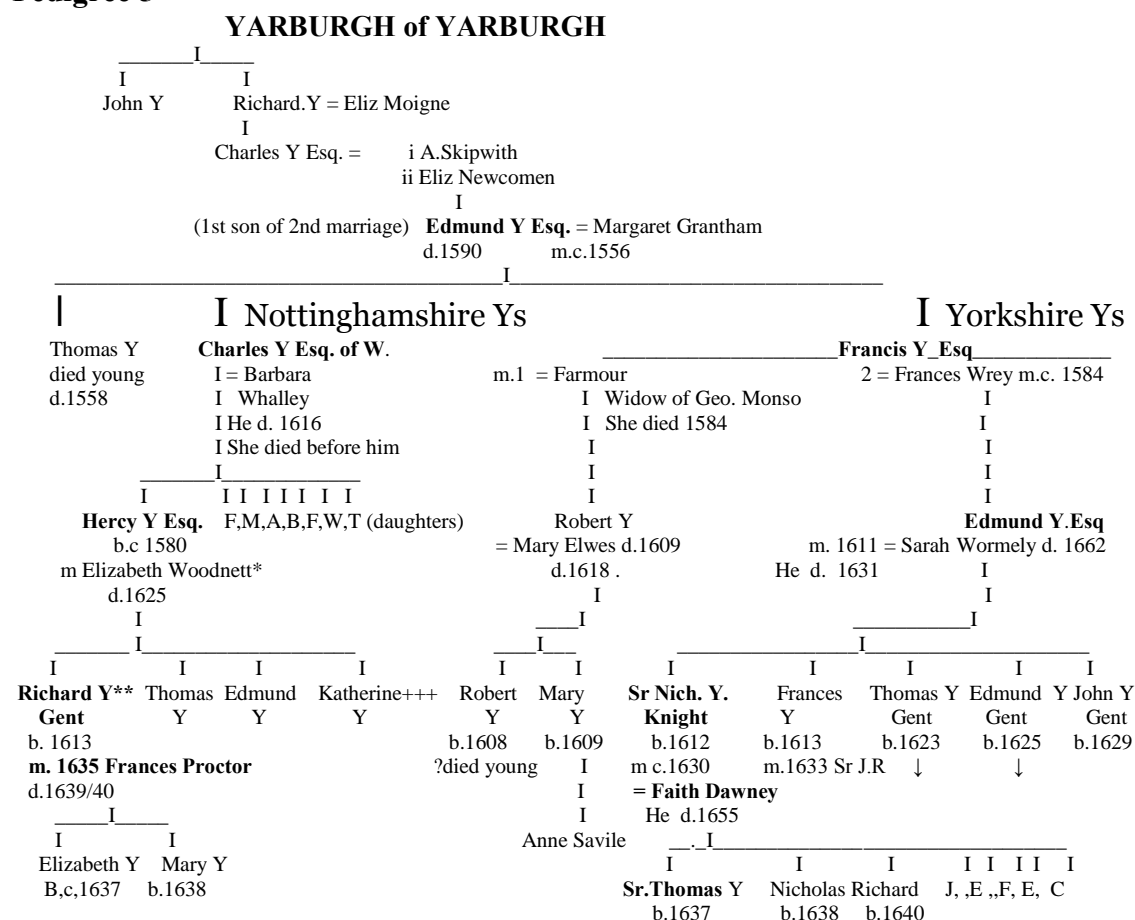 YARBURGH of YARBURGH
_______I_____
I I
John Y Richard.Y = Eliz Moigne
I
Charles Y Esq. = i A.Skipwith
ii Eliz Newcomen
I
(1st son of 2nd marriage) Edmund Y Esq. = Margaret Grantham
d.1590 m.c.1556
I
I I Nottinghamshire Ys I Yorkshire Ys
Thomas Y Charles Y Esq. of W. Francis Y_Esq
died young I = Barbara m.1 = Farmour 2 = Frances Wrey m.c. 1584
d.1558 I Whalley I Widow of Geo. Monso I
I He d. 1616 I She died 1584 I
I She died before him I I
I I I
I I I I I I I I I I
Hercy Y Esq. F,M,A,B,F,W,T (daughters) Robert Y Edmund Y.Esq
b.c 1580 = Mary Elwes d.1609 m. 1611 = Sarah Wormely d. 1662
m Elizabeth Woodnett* d.1618 . He d. 1631 I
d.1625 I I
I I I
I I I
I I I I I I I I I I I
Richard Y** Thomas Edmund Katherine+++ Robert Mary Sr Nich. Y. Frances Thomas Y Edmund Y John Y
Gent Y Y Y Y Y Knight Y Gent Gent Gent
b. 1613 b.1608 b.1609 b.1612 b.1613 b.1623 b.1625 b.1629
m. 1635 Frances Proctor ?died young I m c.1630 m.1633 Sr J.R ↓ ↓
d.1639/40 I = Faith Dawney
I I He d.1655
I I Anne Savile __._I
Elizabeth Y Mary Y I I I I I I I I
B,c,1637 b.1638 Sr.Thomas Y Nicholas Richard J, ,E ,,F, E, C
b.1637 b.1638 b.1640